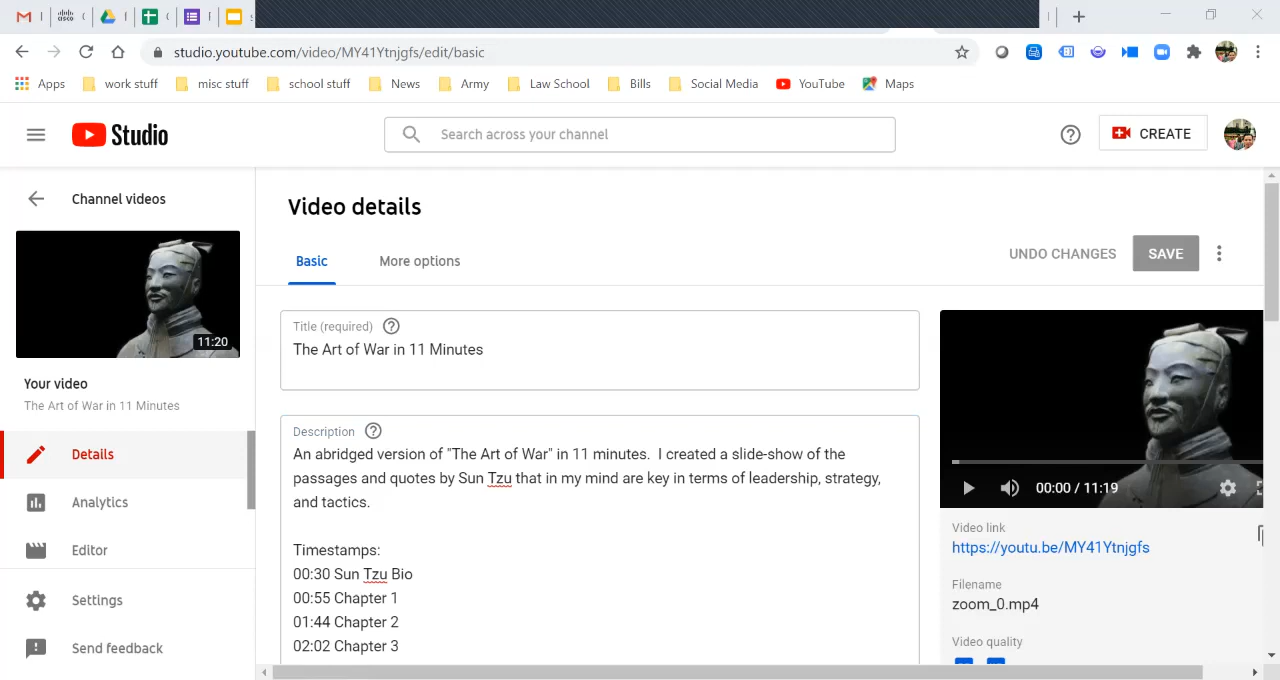 studio.youtube.com/video/MY41Ytnjgfs/edit/basic
Apps work stuff misc stuff school stuff News Army Law School Bills Social Media YouTube Maps
Studio
Search across your channel
CREATE
Channel videos
11:20
Your video
The Art of War in 11 Minutes
Details
Analytics
Editor
Settings
Send feedback
Video details
Basic More options
UNDO CHANGES SAVE
Title (required)
The Art of War in 11 Minutes
Description
An abridged version of "The Art of War" in 11 minutes. I created a slide-show of the
passages and quotes by Sun Tzu that in my mind are key in terms of leadership, strategy,
and tactics.
Timestamps:
00:30 Sun Tzu Bio
00:55 Chapter 1
01:44 Chapter 2
02:02 Chapter 3
00:00 / 11:19
Video link
https://youtu.be/MY41Ytnjgfs
Filename
zoom_0.mp4
Video quality